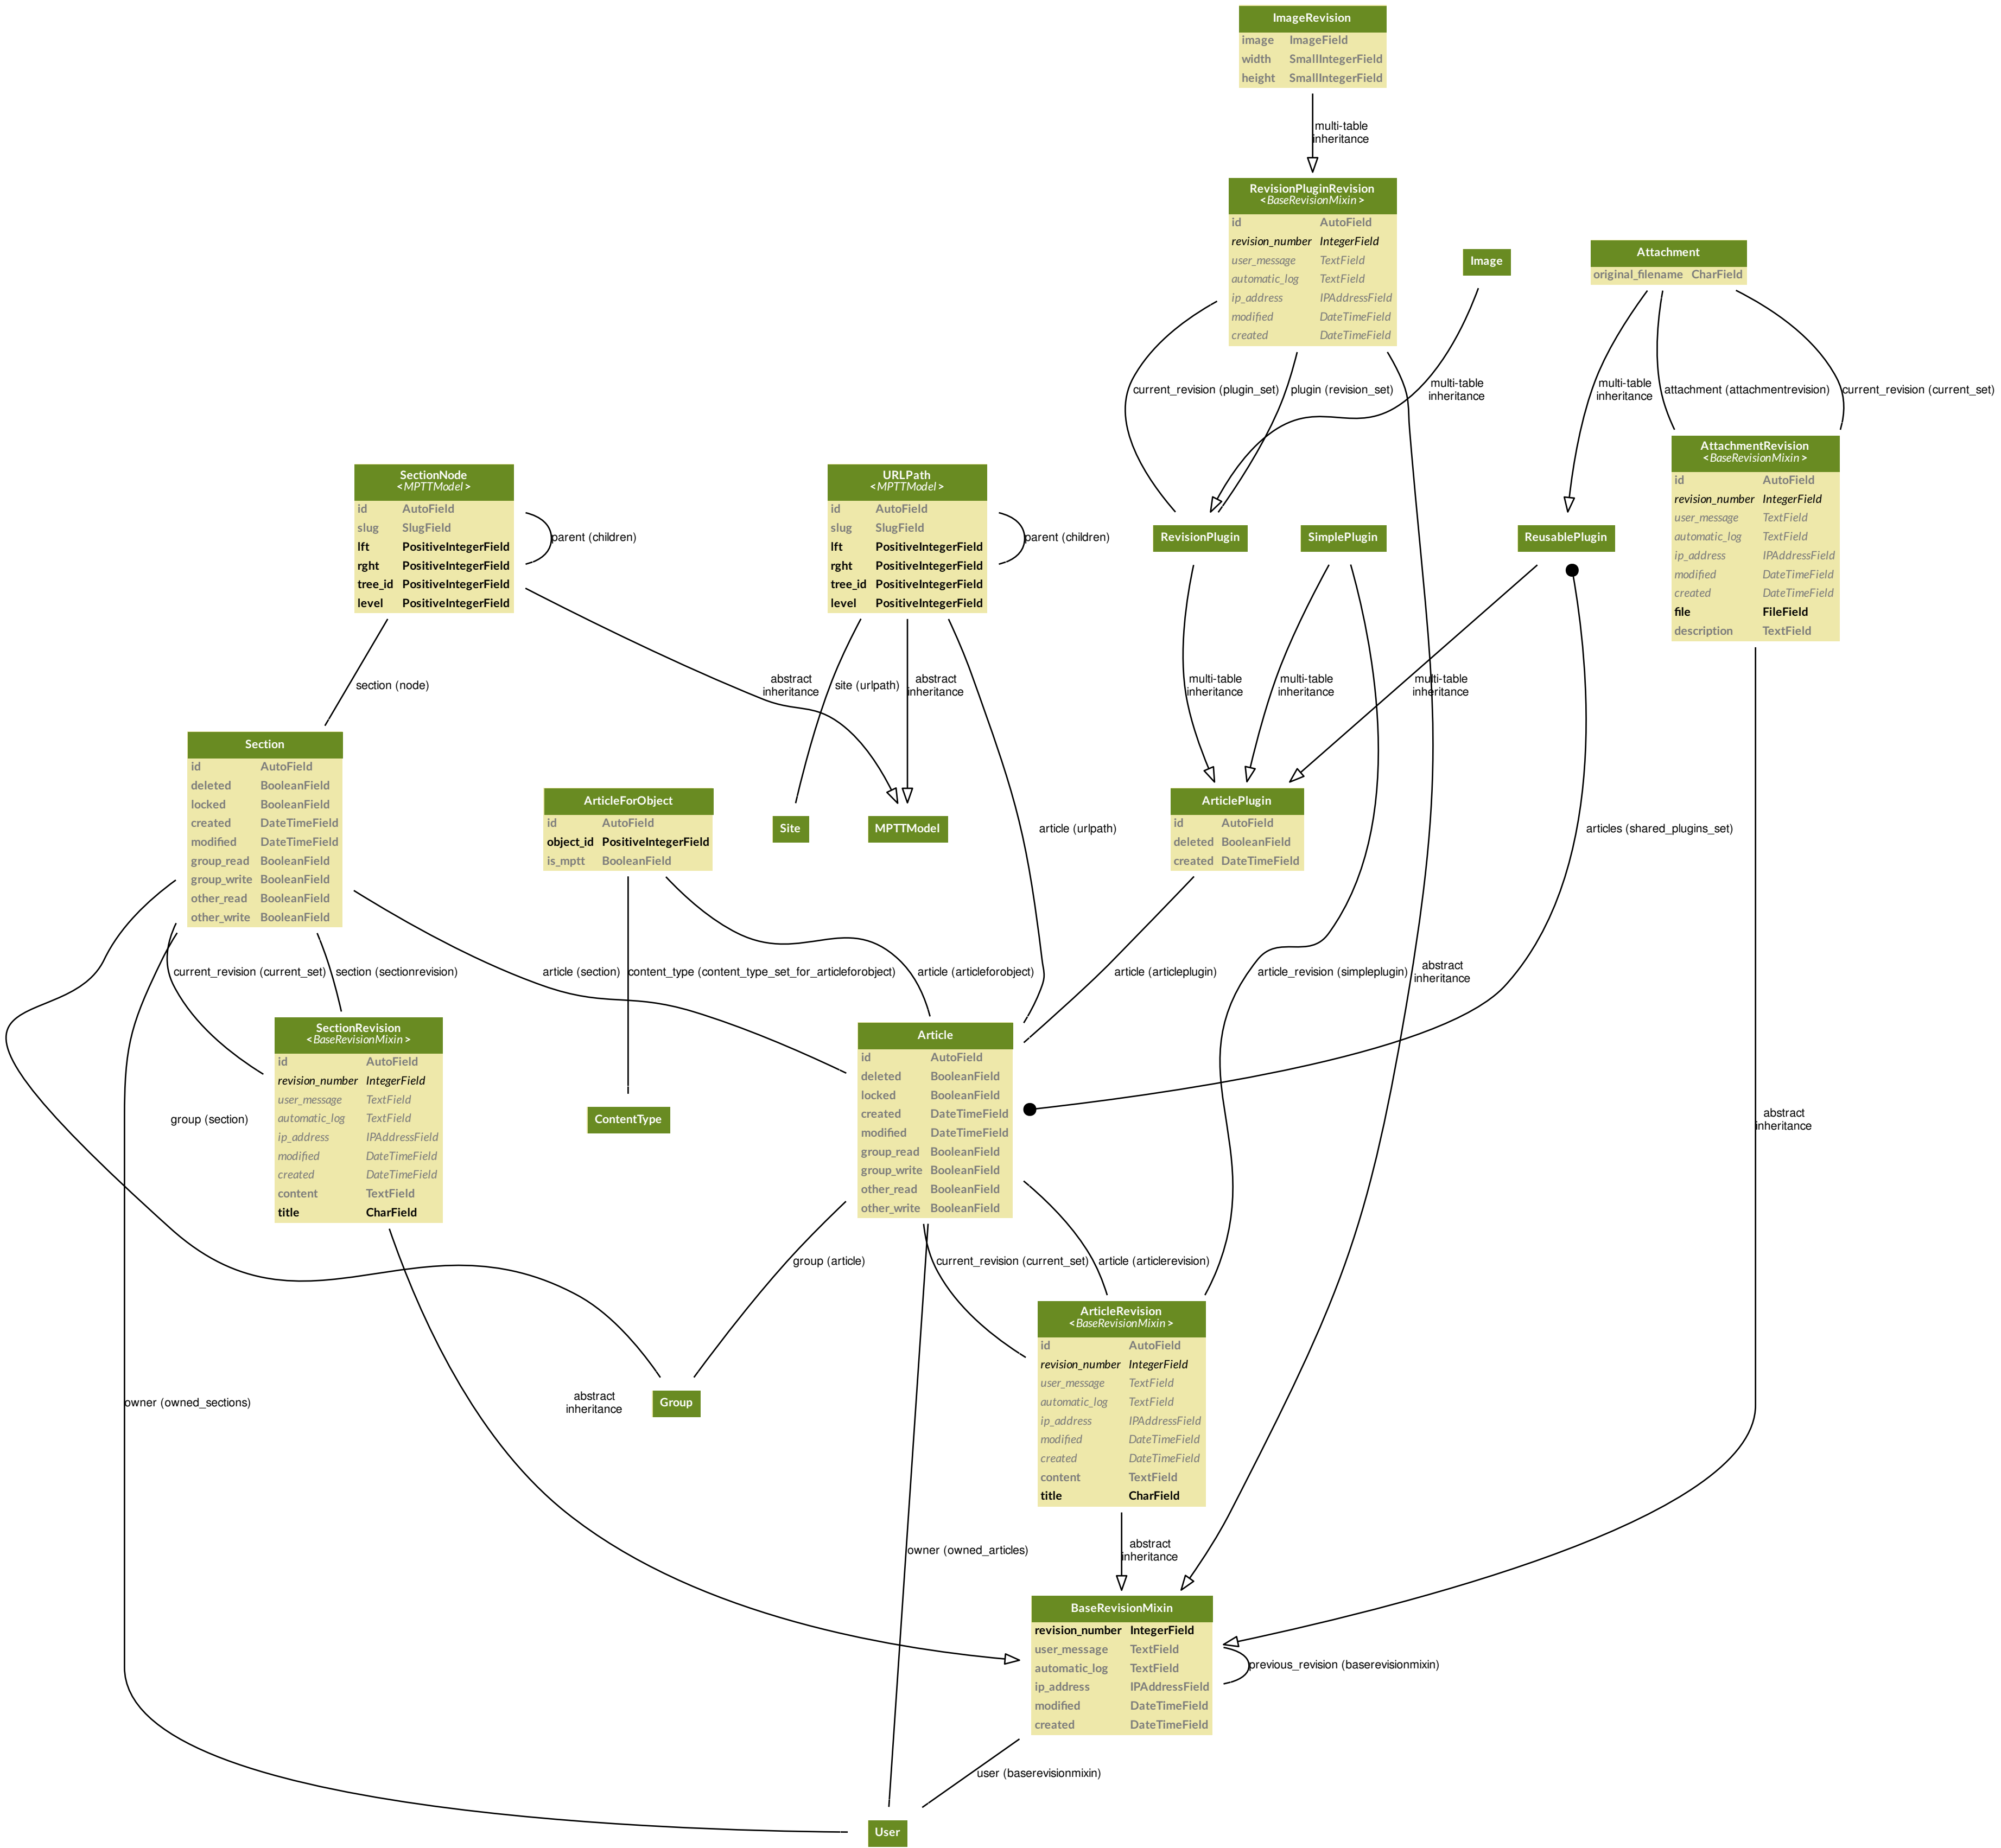 ImageRevision
image ImageField
width SmallIntegerField
height SmallIntegerField
multi-table
inheritance
RevisionPluginRevision
<BaseRevisionMixin>
id AutoField
revision_number IntegerField
user_message TextField
automatic_log TextField
ip_address IPAddressField
modified DateTimeField
created DateTimeField
Image
Attachment
original_filename CharField
current_revision (plugin_set)
plugin (revision_set)
multi-table
inheritance
multi-table
inheritance
attachment (attachmentrevision)
current_revision (current_set)
SectionNode
<MPTTModel>
id AutoField
slug SlugField
lft PositiveIntegerField
rght PositiveIntegerField
tree_id PositiveIntegerField
level PositiveIntegerField
parent (children)
URLPath
<MPTTModel>
id AutoField
slug SlugField
lft PositiveIntegerField
rght PositiveIntegerField
tree_id PositiveIntegerField
level PositiveIntegerField
parent (children)
RevisionPlugin
SimplePlugin
ReusablePlugin
AttachmentRevision
<BaseRevisionMixin>
id AutoField
revision_number IntegerField
user_message TextField
automatic_log TextField
ip_address IPAddressField
modified DateTimeField
created DateTimeField
file FileField
description TextField
section (node)
abstract
inheritance
site (urlpath)
abstract
inheritance
multi-table
inheritance
multi-table
inheritance
multi-table
inheritance
Section
id AutoField
deleted BooleanField
locked BooleanField
created DateTimeField
modified DateTimeField
group_read BooleanField
group_write BooleanField
other_read BooleanField
other_write BooleanField
ArticleForObject
id AutoField
object_id PositiveIntegerField
is_mptt BooleanField
Site
MPTTModel
article (urlpath)
ArticlePlugin
id AutoField
deleted BooleanField
created DateTimeField
articles (shared_plugins_set)
current_revision (current_set)
section (sectionrevision)
article (section)
content_type (content_type_set_for_articleforobject)
article (articleforobject)
article (articleplugin)
article_revision (simpleplugin)
abstract
inheritance
SectionRevision
<BaseRevisionMixin>
id AutoField
revision_number IntegerField
user_message TextField
automatic_log TextField
ip_address IPAddressField
modified DateTimeField
created DateTimeField
content TextField
title CharField
group (section)
ContentType
Article
id AutoField
deleted BooleanField
locked BooleanField
created DateTimeField
modified DateTimeField
group_read BooleanField
group_write BooleanField
other_read BooleanField
other_write BooleanField
abstract
inheritance
group (article)
current_revision (current_set)
article (articlerevision)
owner (owned_sections)
abstract
inheritance
Group
ArticleRevision
<BaseRevisionMixin>
id AutoField
revision_number IntegerField
user_message TextField
automatic_log TextField
ip_address IPAddressField
modified DateTimeField
created DateTimeField
content TextField
title CharField
owner (owned_articles)
abstract
inheritance
BaseRevisionMixin
revision_number IntegerField
user_message TextField
automatic_log TextField
ip_address IPAddressField
modified DateTimeField
created DateTimeField
previous_revision (baserevisionmixin)
user (baserevisionmixin)
User